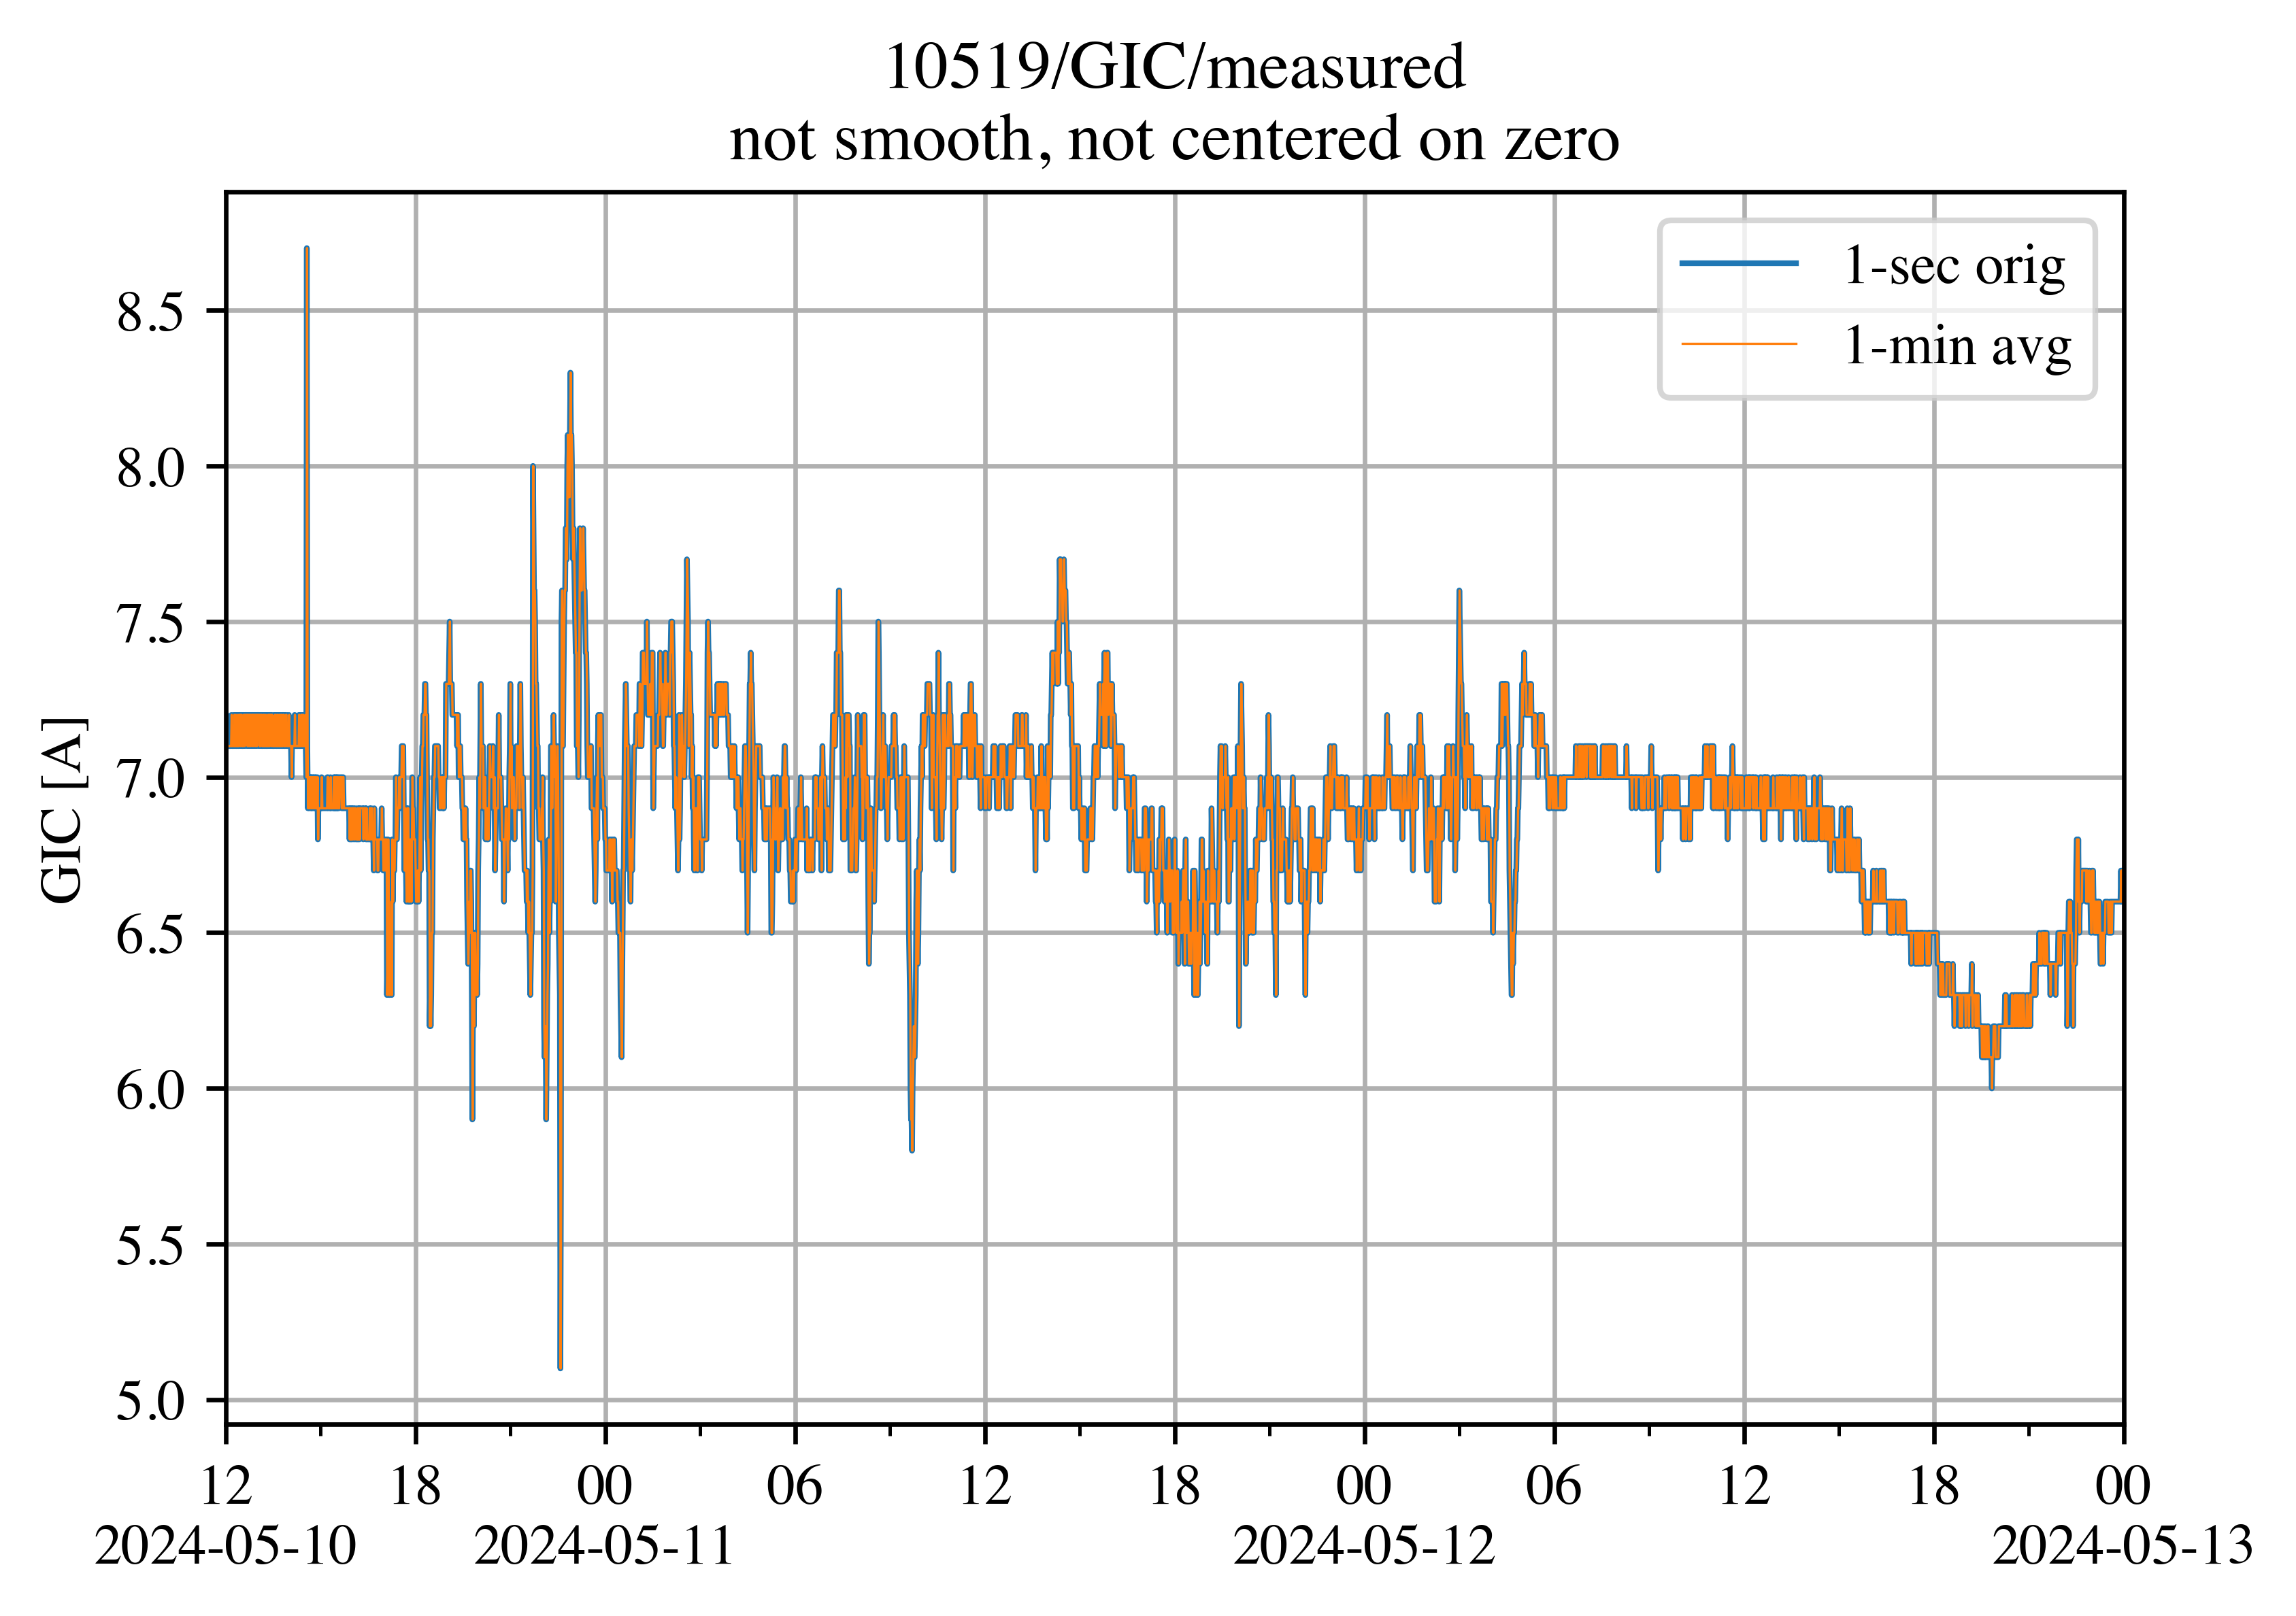 10519/GIC/measured
not smooth, not centered on zero
1-sec orig
1-min avg
GIC [A]
8.5
8.0
7.5
7.0
6.5
6.0
5.5
5.0
12 18 00 06 12 18 00 06 12 18 00
2024-05-10 2024-05-11 2024-05-12 2024-05-13